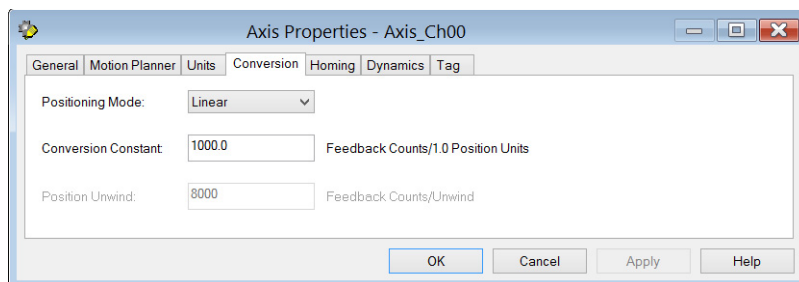 Axis Properties - Axis_Ch00
General Motion Planner Units Conversion Homing Dynamics Tag
Positioning Mode: Linear
Conversion Constant: 1000.0 Feedback Counts/1.0 Position Units
Position Unwind: 8000 Feedback Counts/Unwind
OK Cancel Apply Help